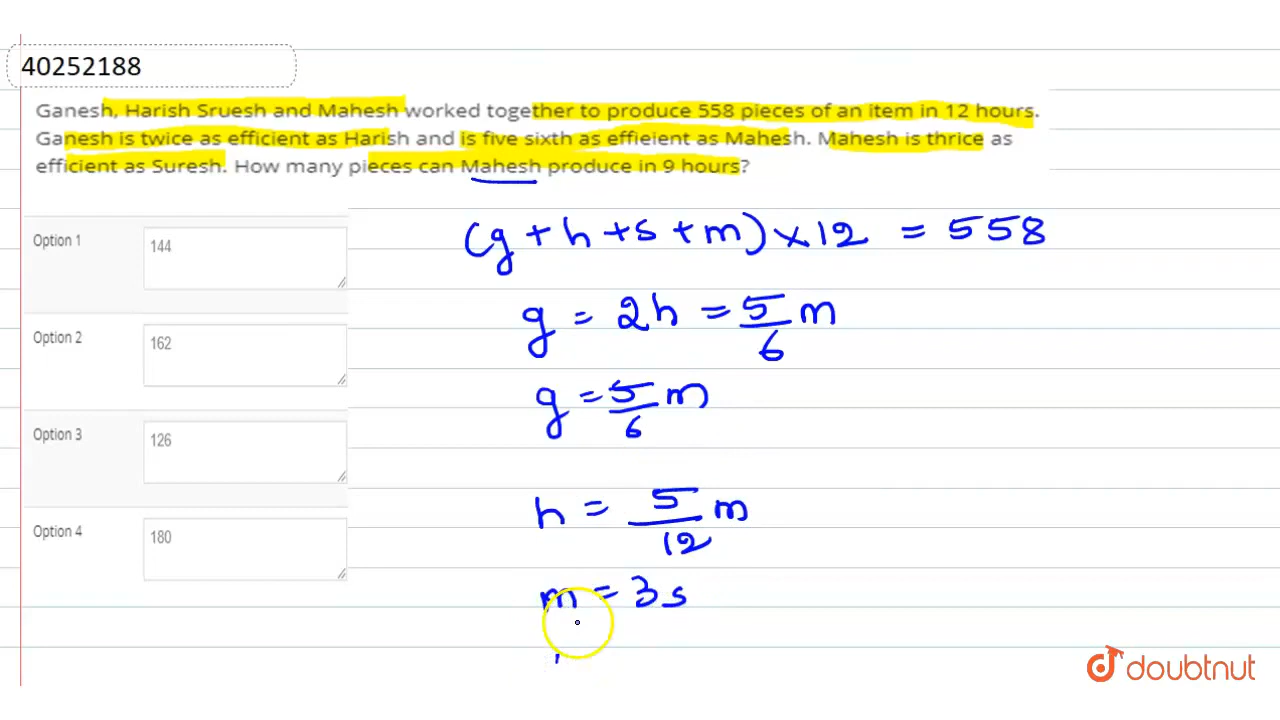 40252188
Ganesh, Harish Sruesh and Mahesh worked together to produce 558 pieces of an item in 12 hours.
Ganesh is twice as efficient as Harish and is five sixth as effieient as Mahesh. Mahesh is thrice as
efficient as Suresh. How many pieces can Mahesh produce in 9 hours?
Option 1
144
Option 2
162
Option 3
126
Option 4
180
(g + h + s + m) × 12 = 558
g = 2h = 5/6 m
g = 5/6 m
h = 5/12 m
m = 3s
doubtnut